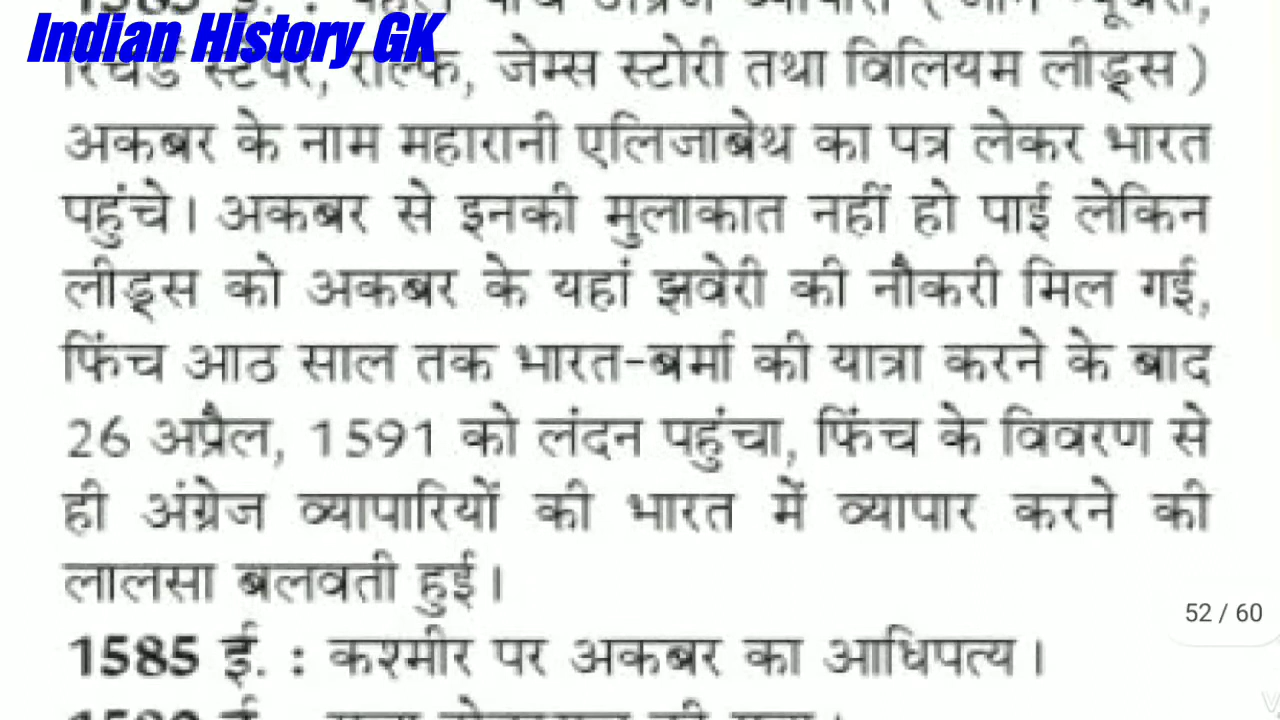 Indian History GK
स्टेपर, राल्फ, जेम्स स्टोरी तथा विलियम लीड्स)
अकबर के नाम महारानी एलिजाबेथ का पत्र लेकर भारत
पहुंचे। अकबर से इनकी मुलाकात नहीं हो पाई लेकिन
लीड्स को अकबर के यहां झवेरी की नौकरी मिल गई,
फिंच आठ साल तक भारत-बर्मा की यात्रा करने के बाद
26 अप्रैल, 1591 को लंदन पहुंचा, फिंच के विवरण से
ही अंग्रेज व्यापारियों की भारत में व्यापार करने की
लालसा बलवती हुई।
52 / 60
1585 ई. : कश्मीर पर अकबर का आधिपत्य।